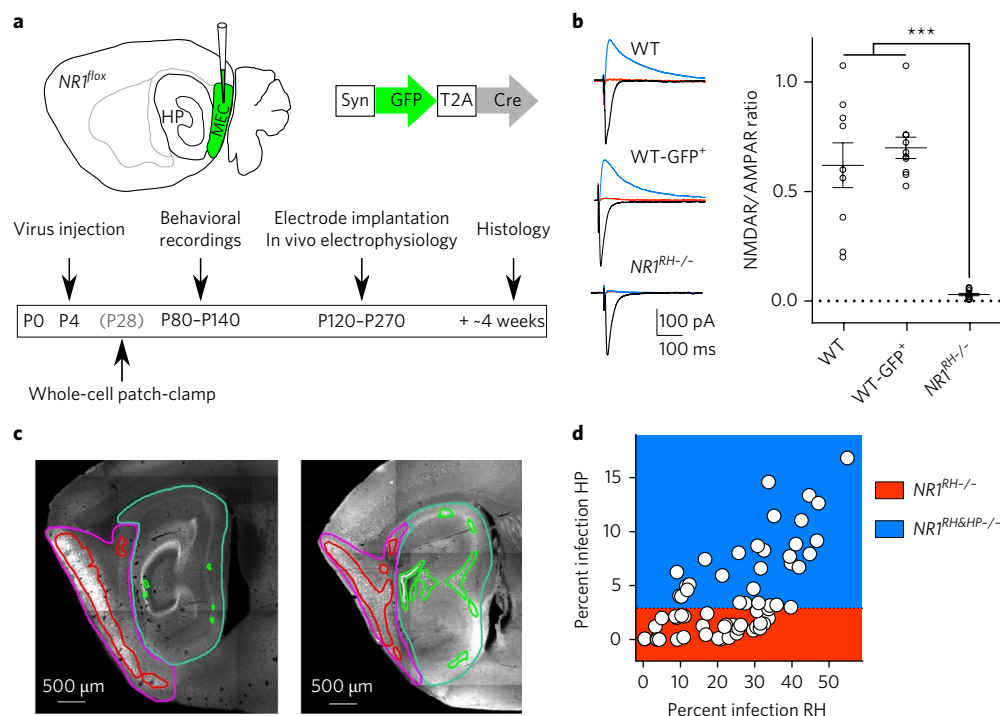 a
NR1flox
HP
MEC
Syn
GFP
T2A
Cre
Virus injection
Behavioral
recordings
Electrode implantation
In vivo electrophysiology
Histology
P0
P4
(P28)
P80–P140
P120–P270
+ ~4 weeks
Whole-cell patch-clamp
b
WT
WT-GFP+
NR1RH–/–
100 pA
100 ms
***
NMDAR/AMPAR ratio
1.0
0.5
0.0
WT
WT-GFP+
NR1RH–/–
c
500 μm
500 μm
d
Percent infection HP
15
10
5
0
0 10 20 30 40 50
Percent infection RH
NR1RH–/–
NR1RH&HP–/–